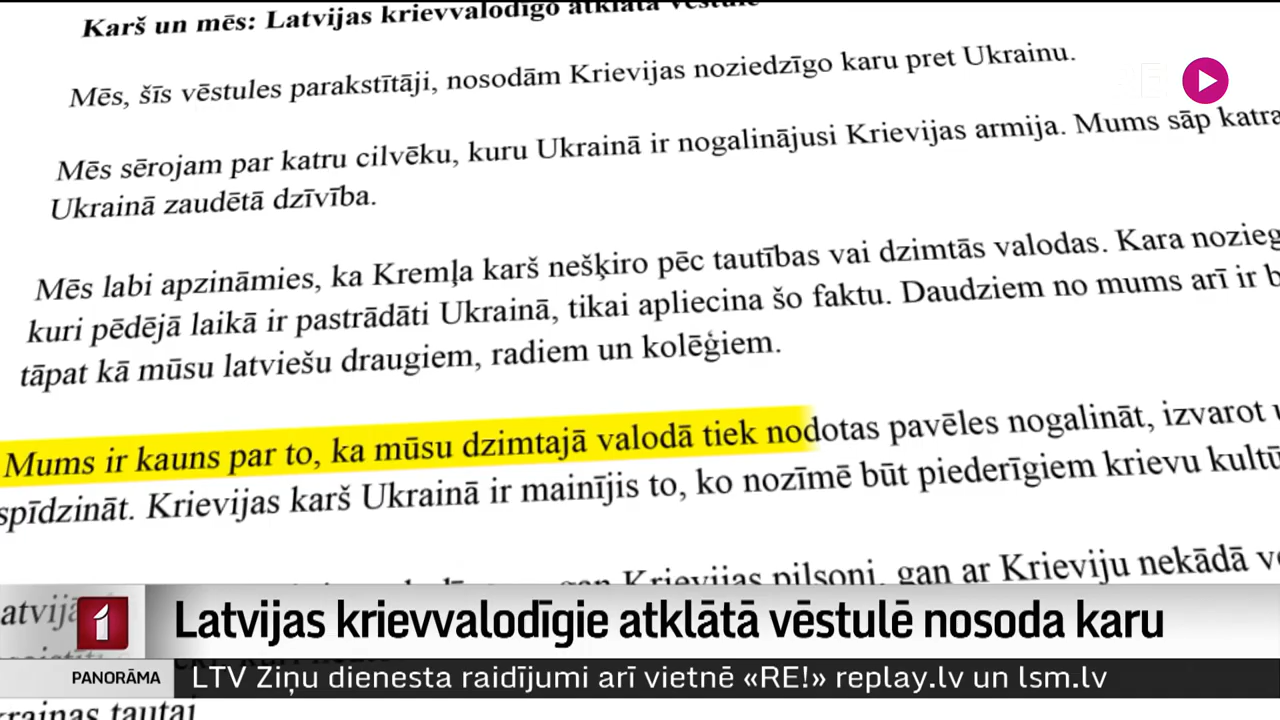 Karš un mēs: Latvijas krievvalodīgo atklātā vēstule
Mēs, šīs vēstules parakstītāji, nosodām Krievijas noziedzīgo karu pret Ukrainu.
Mēs sērojam par katru cilvēku, kuru Ukrainā ir nogalinājusi Krievijas armija. Mums sāp katra
Ukrainā zaudētā dzīvība.
Mēs labi apzināmies, ka Kremļa karš nešķiro pēc tautības vai dzimtās valodas. Kara
kuri pēdējā laikā ir pastrādāti Ukrainā, tikai apliecina šo faktu. Daudziem no mums arī ir
tāpat kā mūsu latviešu draugiem, radiem un kolēģiem.
Mums ir kauns par to, ka mūsu dzimtajā valodā tiek nodotas pavēles nogalināt, izvarot
spīdzināt. Krievijas karš Ukrainā ir mainījis to, ko nozīmē būt piederīgiem krievu
gan Krievijas pilsoņi, gan ar Krieviju nekādā
1
Latvijas krievvalodīgie atklātā vēstulē nosoda karu
PANORĀMA
LTV Ziņu dienesta raidījumi arī vietnē «RE!» replay.lv un lsm.lv
tautai